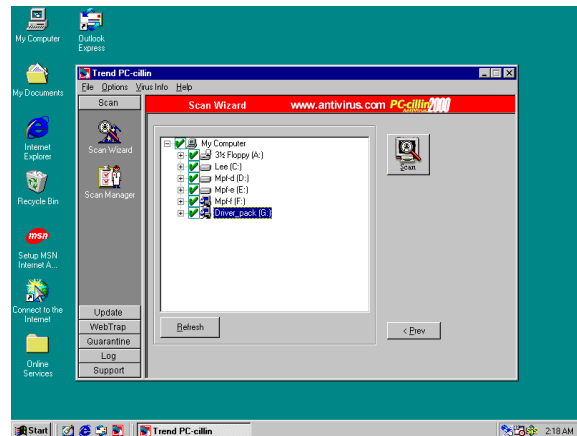 My Computer
Outlook
Express
My Documents
Internet
Explorer
Recycle Bin
msn
Setup MSN
Internet A...
Connect to the
Internet
Online
Services
Trend PC-cillin
File Options Virus Info Help
Scan
Scan Wizard
Scan Manager
Update
WebTrap
Quarantine
Log
Support
Scan Wizard www.antivirus.com PC-cillin 2000
AntiVirus
My Computer
3½ Floppy (A:)
Lee (C:)
Mpf-d (D:)
Mpf-e (E:)
Mpf-f (F:)
Driver_pack (G:)
Refresh
Scan
< Prev
Start Trend PC-cillin 2:18 AM